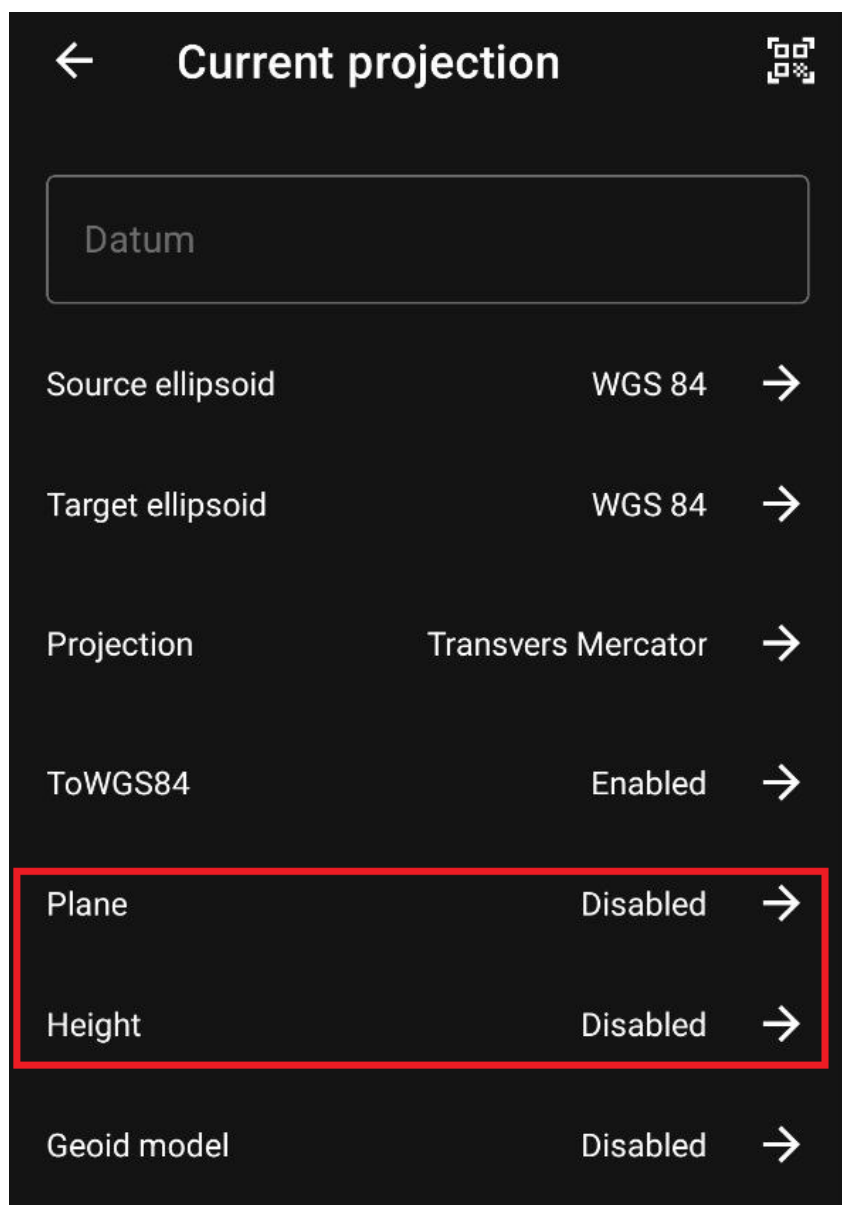 Current projection
Datum
Source ellipsoid WGS 84
Target ellipsoid WGS 84
Projection Transvers Mercator
ToWGS84 Enabled
Plane Disabled
Height Disabled
Geoid model Disabled